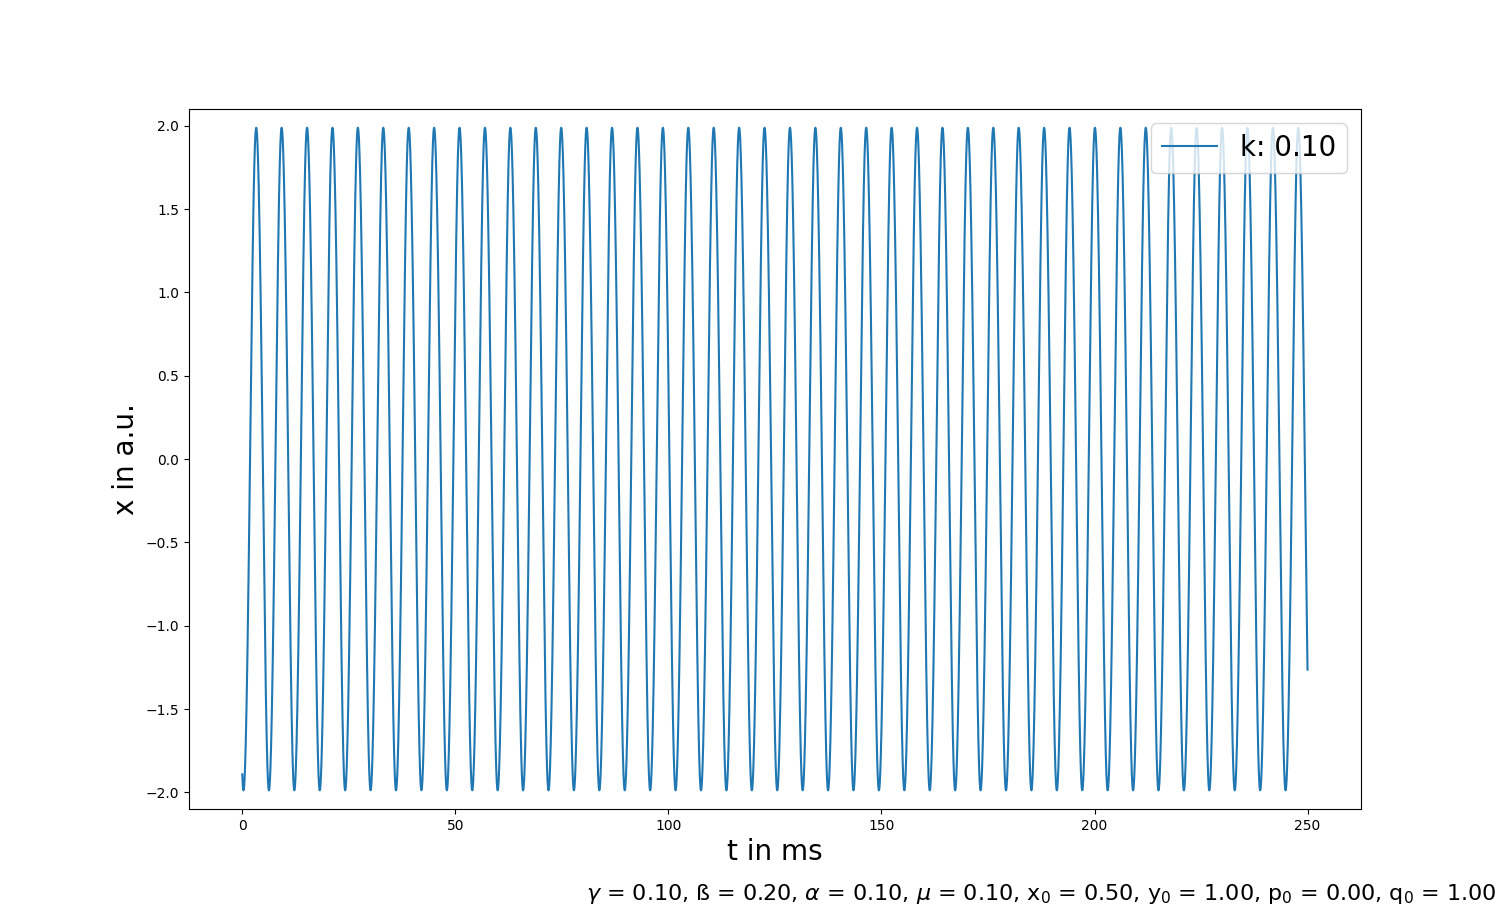 2.0
1.5
1.0
0.5
0.0
−0.5
−1.0
−1.5
−2.0
x in a.u.
k: 0.10
0 50 100 150 200 250
t in ms
γ = 0.10, ß = 0.20, α = 0.10, μ = 0.10, x₀ = 0.50, y₀ = 1.00, p₀ = 0.00, q₀ = 1.00